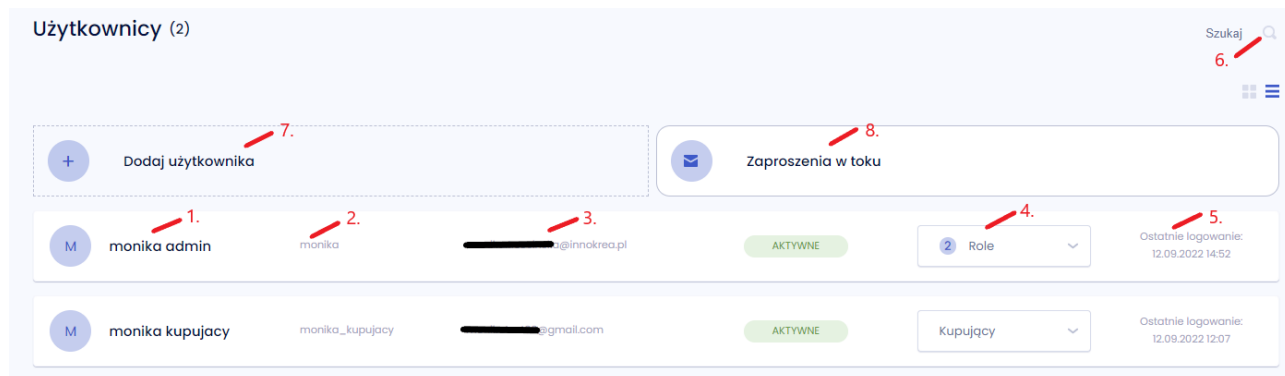 Użytkownicy (2)
Szukaj
6.
7.
8.
Dodaj użytkownika
Zaproszenia w toku
1.
2.
3.
4.
5.
M
monika admin
monika
a@innokrea.pl
AKTYWNE
2 Role
Ostatnie logowanie:
12.09.2022 14:52
M
monika kupujacy
monika_kupujacy
@gmail.com
AKTYWNE
Kupujący
Ostatnie logowanie:
12.09.2022 12:07